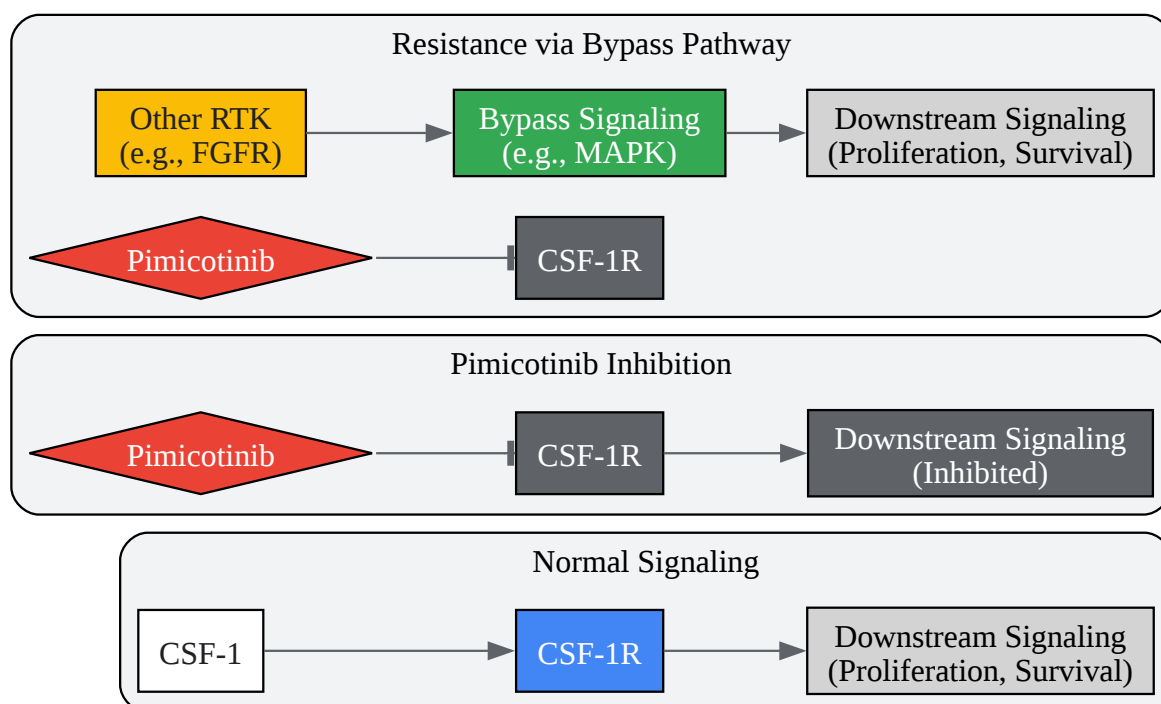 Resistance via Bypass Pathway
Other RTK
(e.g., FGFR)
Bypass Signaling
(e.g., MAPK)
Downstream Signaling
(Proliferation, Survival)
Pimicotinib
CSF-1R
Pimicotinib Inhibition
Pimicotinib
CSF-1R
Downstream Signaling
(Inhibited)
Normal Signaling
CSF-1
CSF-1R
Downstream Signaling
(Proliferation, Survival)